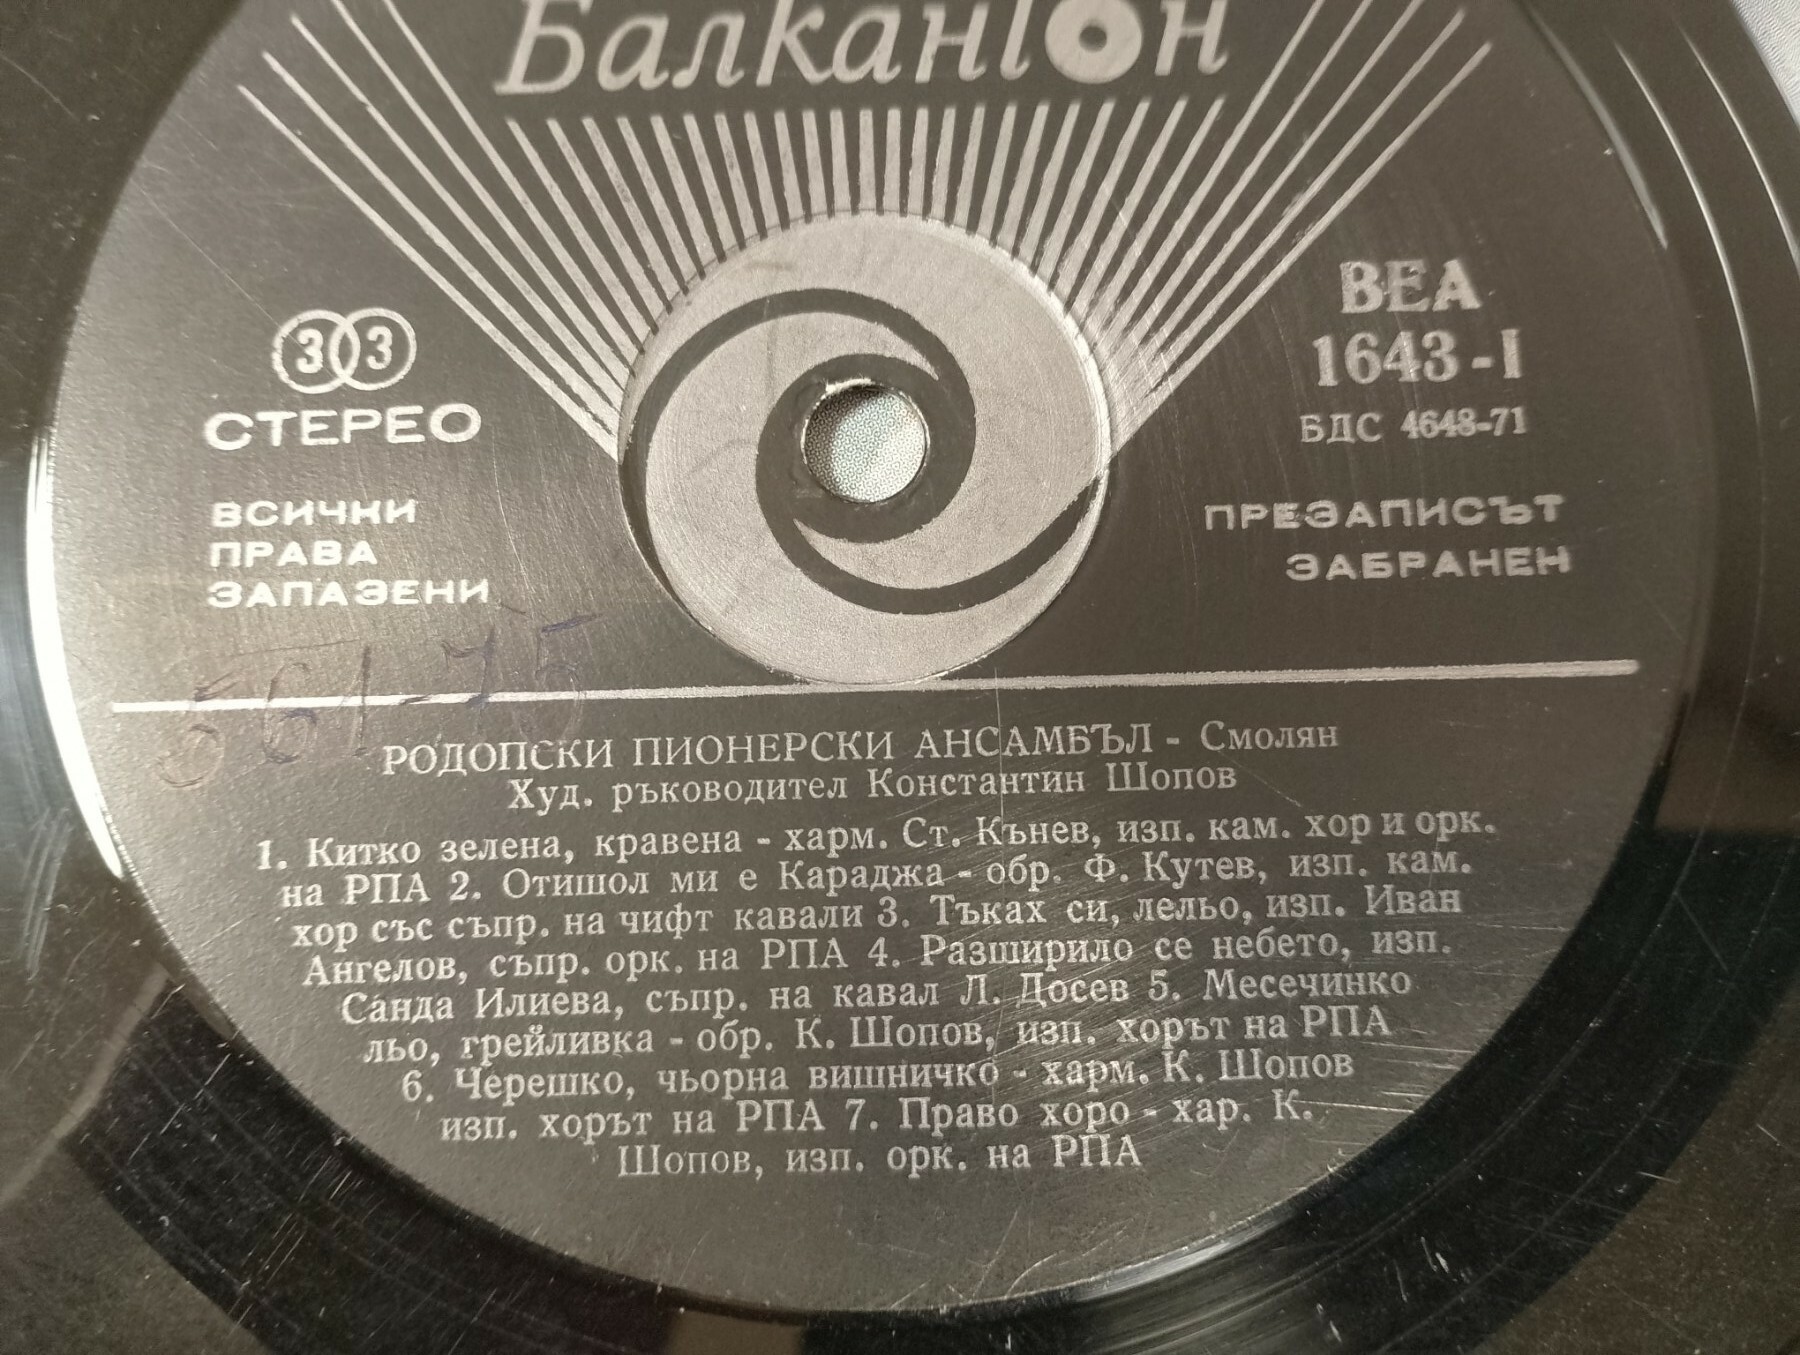 Балкантон
33
СТЕРЕО
ВСИЧКИ
ПРАВА
ЗАПАЗЕНИ
ВЕА
1643-I
БДС 4648-71
ПРЕЗАПИСЪТ
ЗАБРАНЕН
561-75
РОДОПСКИ ПИОНЕРСКИ АНСАМБЪЛ - Смолян
Худ. ръководител Константин Шопов
1. Китко зелена, кравена - харм. Ст. Кънев, изп. кам. хор и орк.
на РПА 2. Отишол ми е Караджа - обр. Ф. Кутев, изп. кам.
хор със съпр. на чифт кавали 3. Тъках си, лельо, изп. Иван
Ангелов, съпр. орк. на РПА 4. Разширило се небето, изп.
Санда Илиева, съпр. на кавал Л. Досев 5. Месечинко
льо, грейливка - обр. К. Шопов, изп. хорът на РПА
6. Черешко, чьорна вишничко - харм. К. Шопов
изп. хорът на РПА 7. Право хоро - хар. К.
Шопов, изп. орк. на РПА